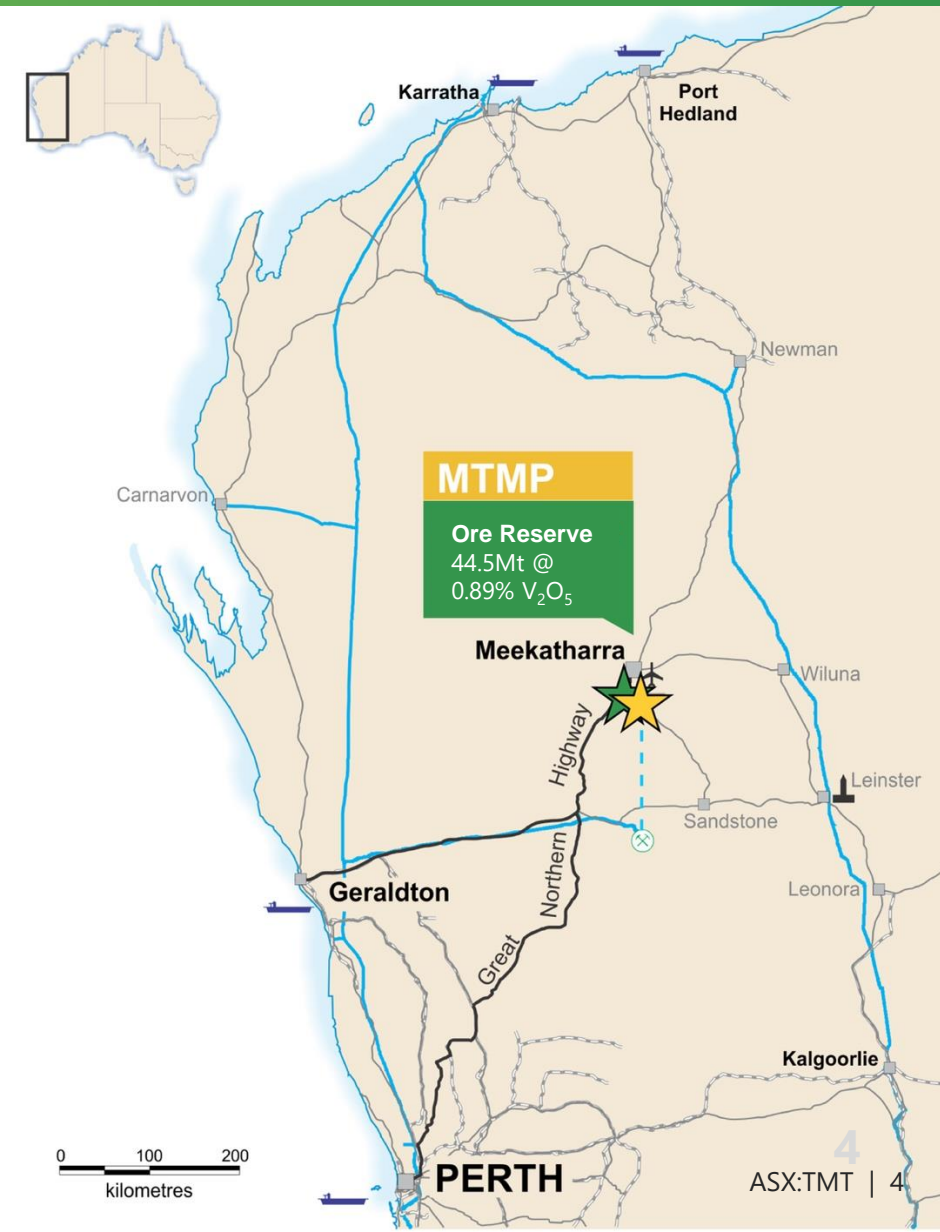 Karratha
Port
Hedland
Newman
MTMP
Ore Reserve
44.5Mt @
0.89% V₂O₅
Carnarvon
Meekatharra
Wiluna
Highway
Leinster
Sandstone
Northern
Geraldton
Leonora
Great
Kalgoorlie
0 100 200
kilometres
PERTH
4
ASX:TMT | 4